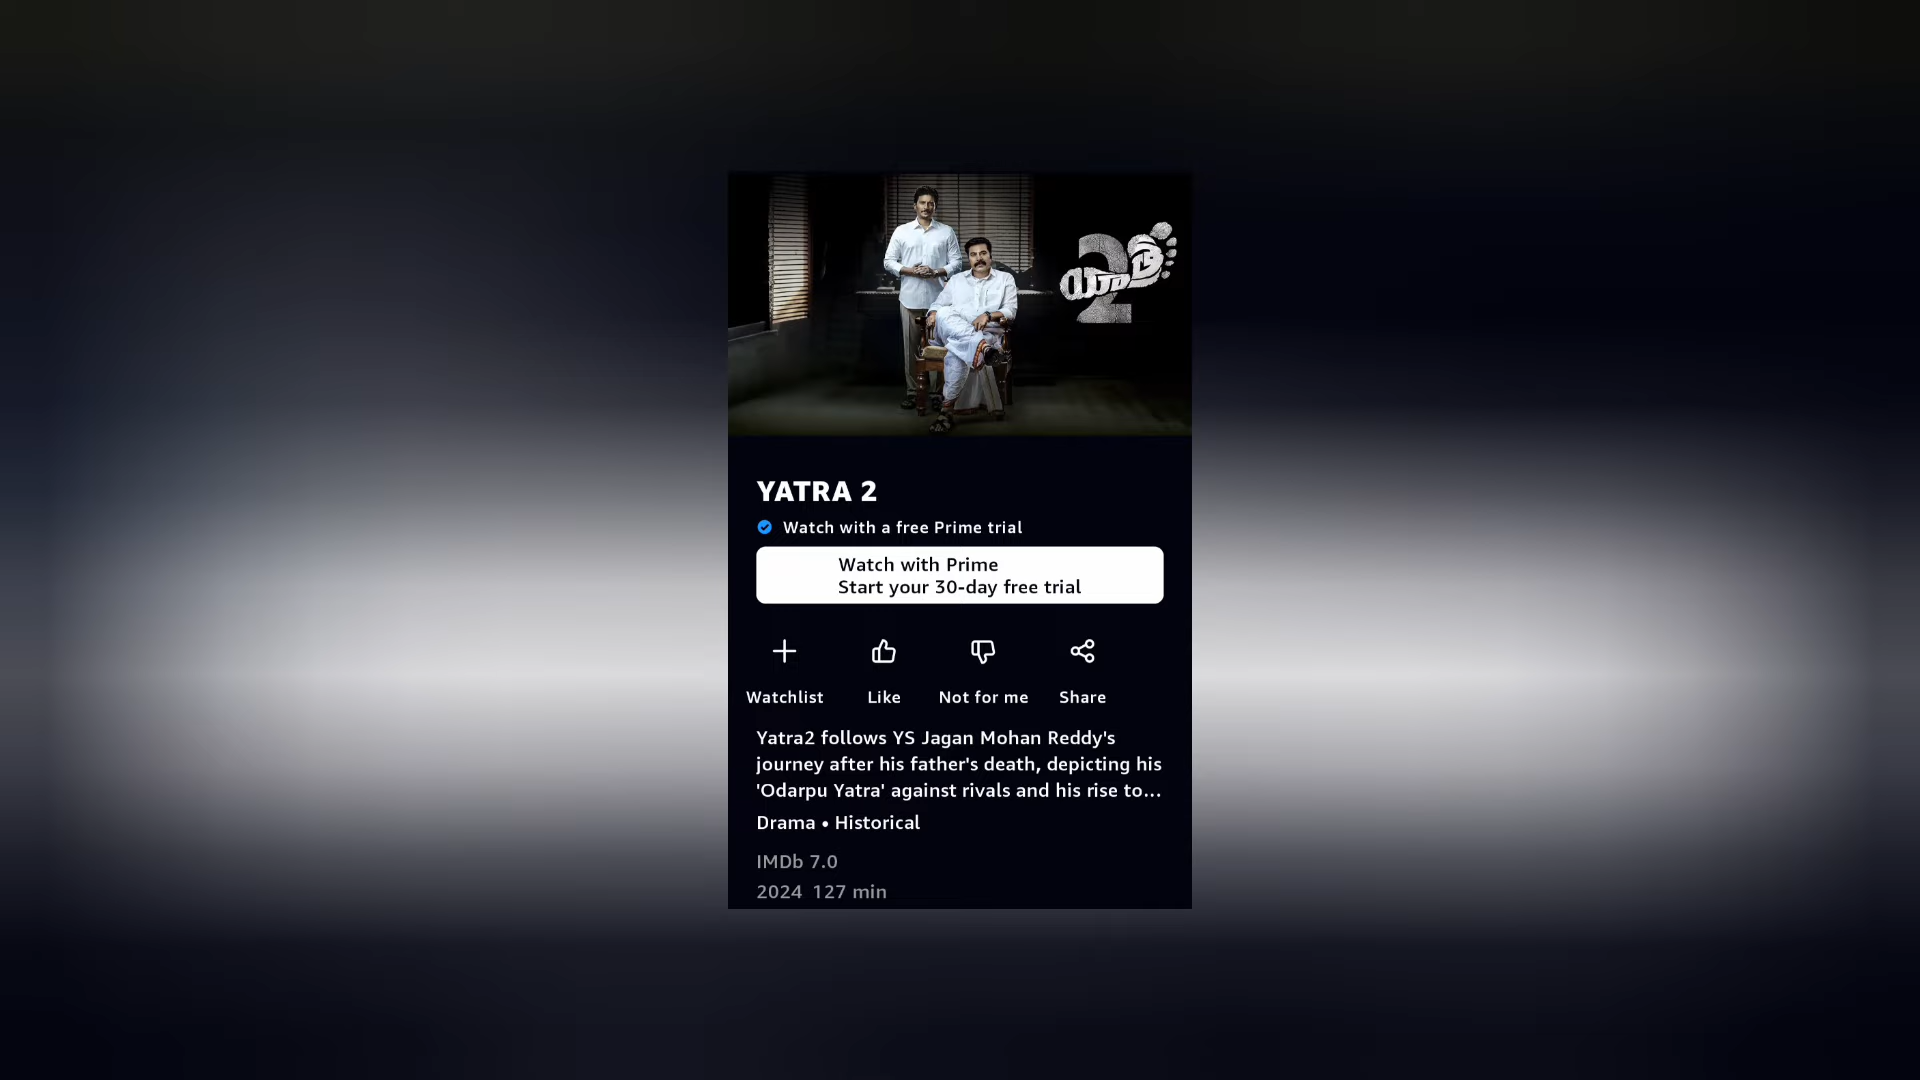 యాత్ర 2
YATRA 2
Watch with a free Prime trial
Watch with Prime
Start your 30-day free trial
Watchlist Like Not for me Share
Yatra2 follows YS Jagan Mohan Reddy's
journey after his father's death, depicting his
'Odarpu Yatra' against rivals and his rise to...
Drama • Historical
IMDb 7.0
2024 127 min